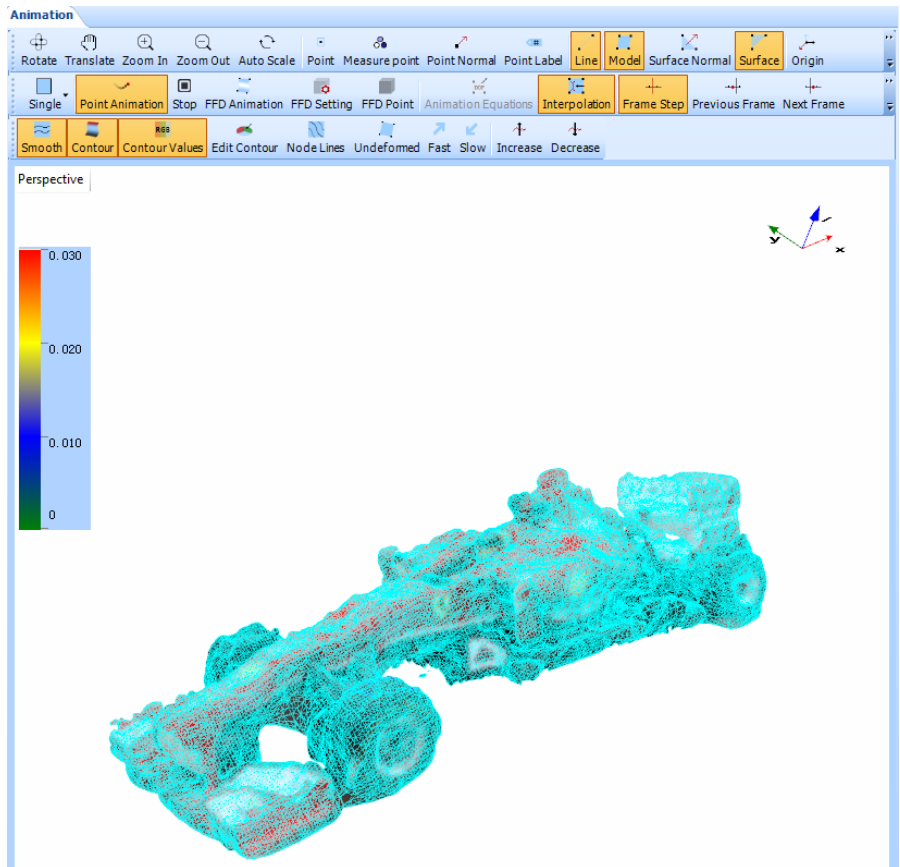 Animation
Rotate Translate Zoom In Zoom Out Auto Scale Point Measure point Point Normal Point Label Line Model Surface Normal Surface Origin
Single Point Animation Stop FFD Animation FFD Setting FFD Point Animation Equations Interpolation Frame Step Previous Frame Next Frame
RGB
Smooth Contour Contour Values Edit Contour Node Lines Undeformed Fast Slow Increase Decrease
Perspective
y
x
0.030
0.020
0.010
0